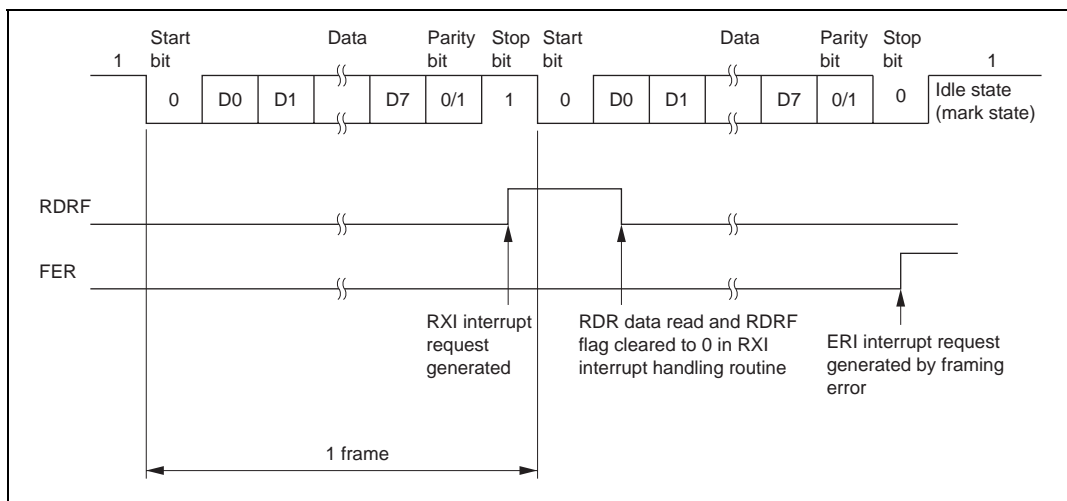 Start bit
Data
Parity bit
Stop bit
Start bit
Data
Parity bit
Stop bit
1
1
0
D0
D1
D7
0/1
1
0
D0
D1
D7
0/1
0
Idle state
(mark state)
RDRF
FER
RXI interrupt
request
generated
RDR data read and RDRF
flag cleared to 0 in RXI
interrupt handling routine
ERI interrupt request
generated by framing
error
1 frame